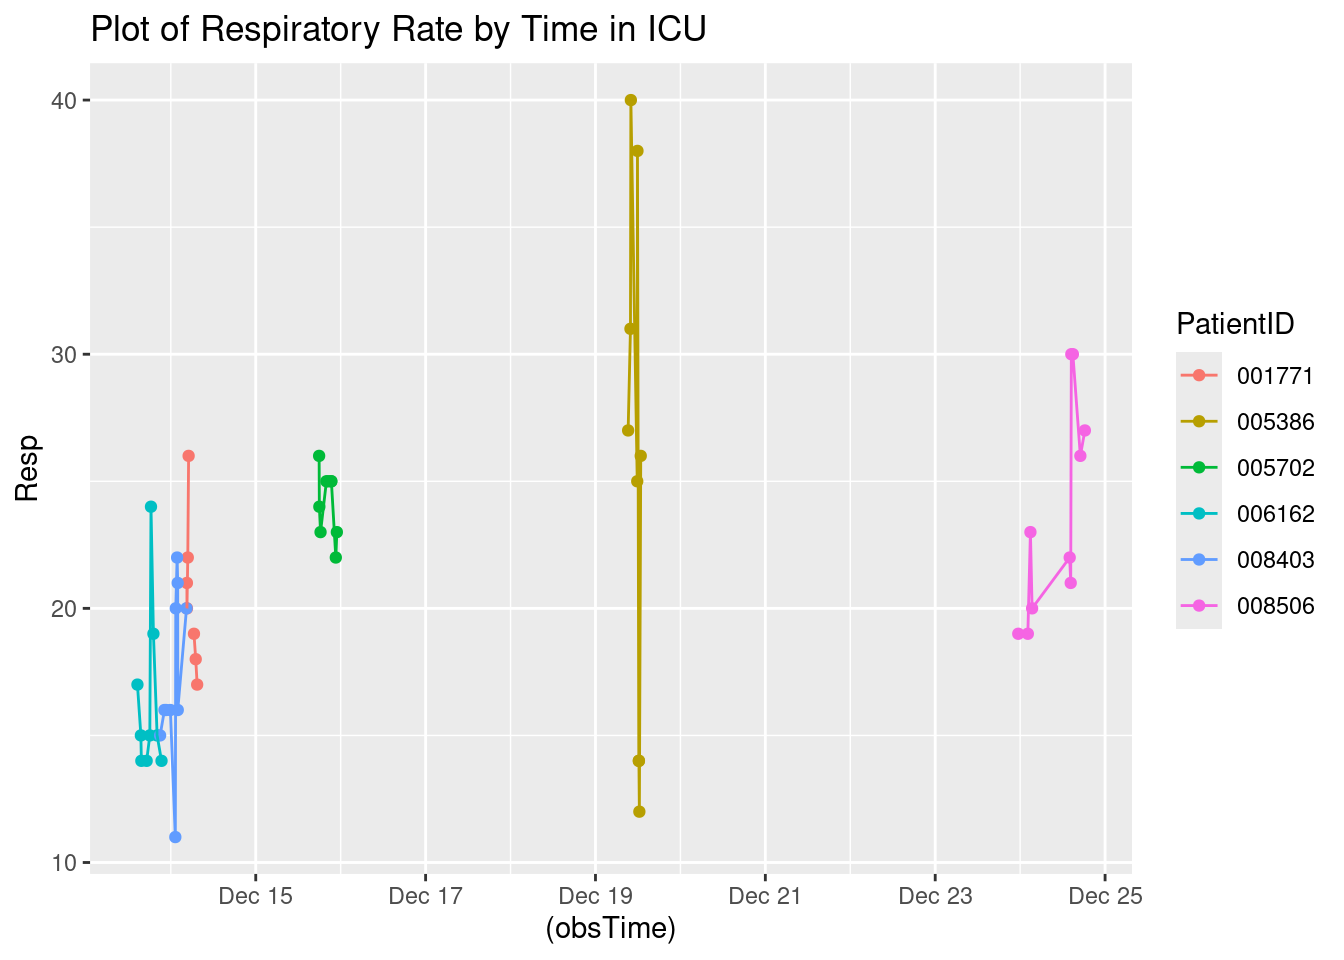 Plot of Respiratory Rate by Time in ICU
40
30
20
10
Resp
Dec 15 Dec 17 Dec 19 Dec 21 Dec 23 Dec 25
(obsTime)
PatientID
001771
005386
005702
006162
008403
008506